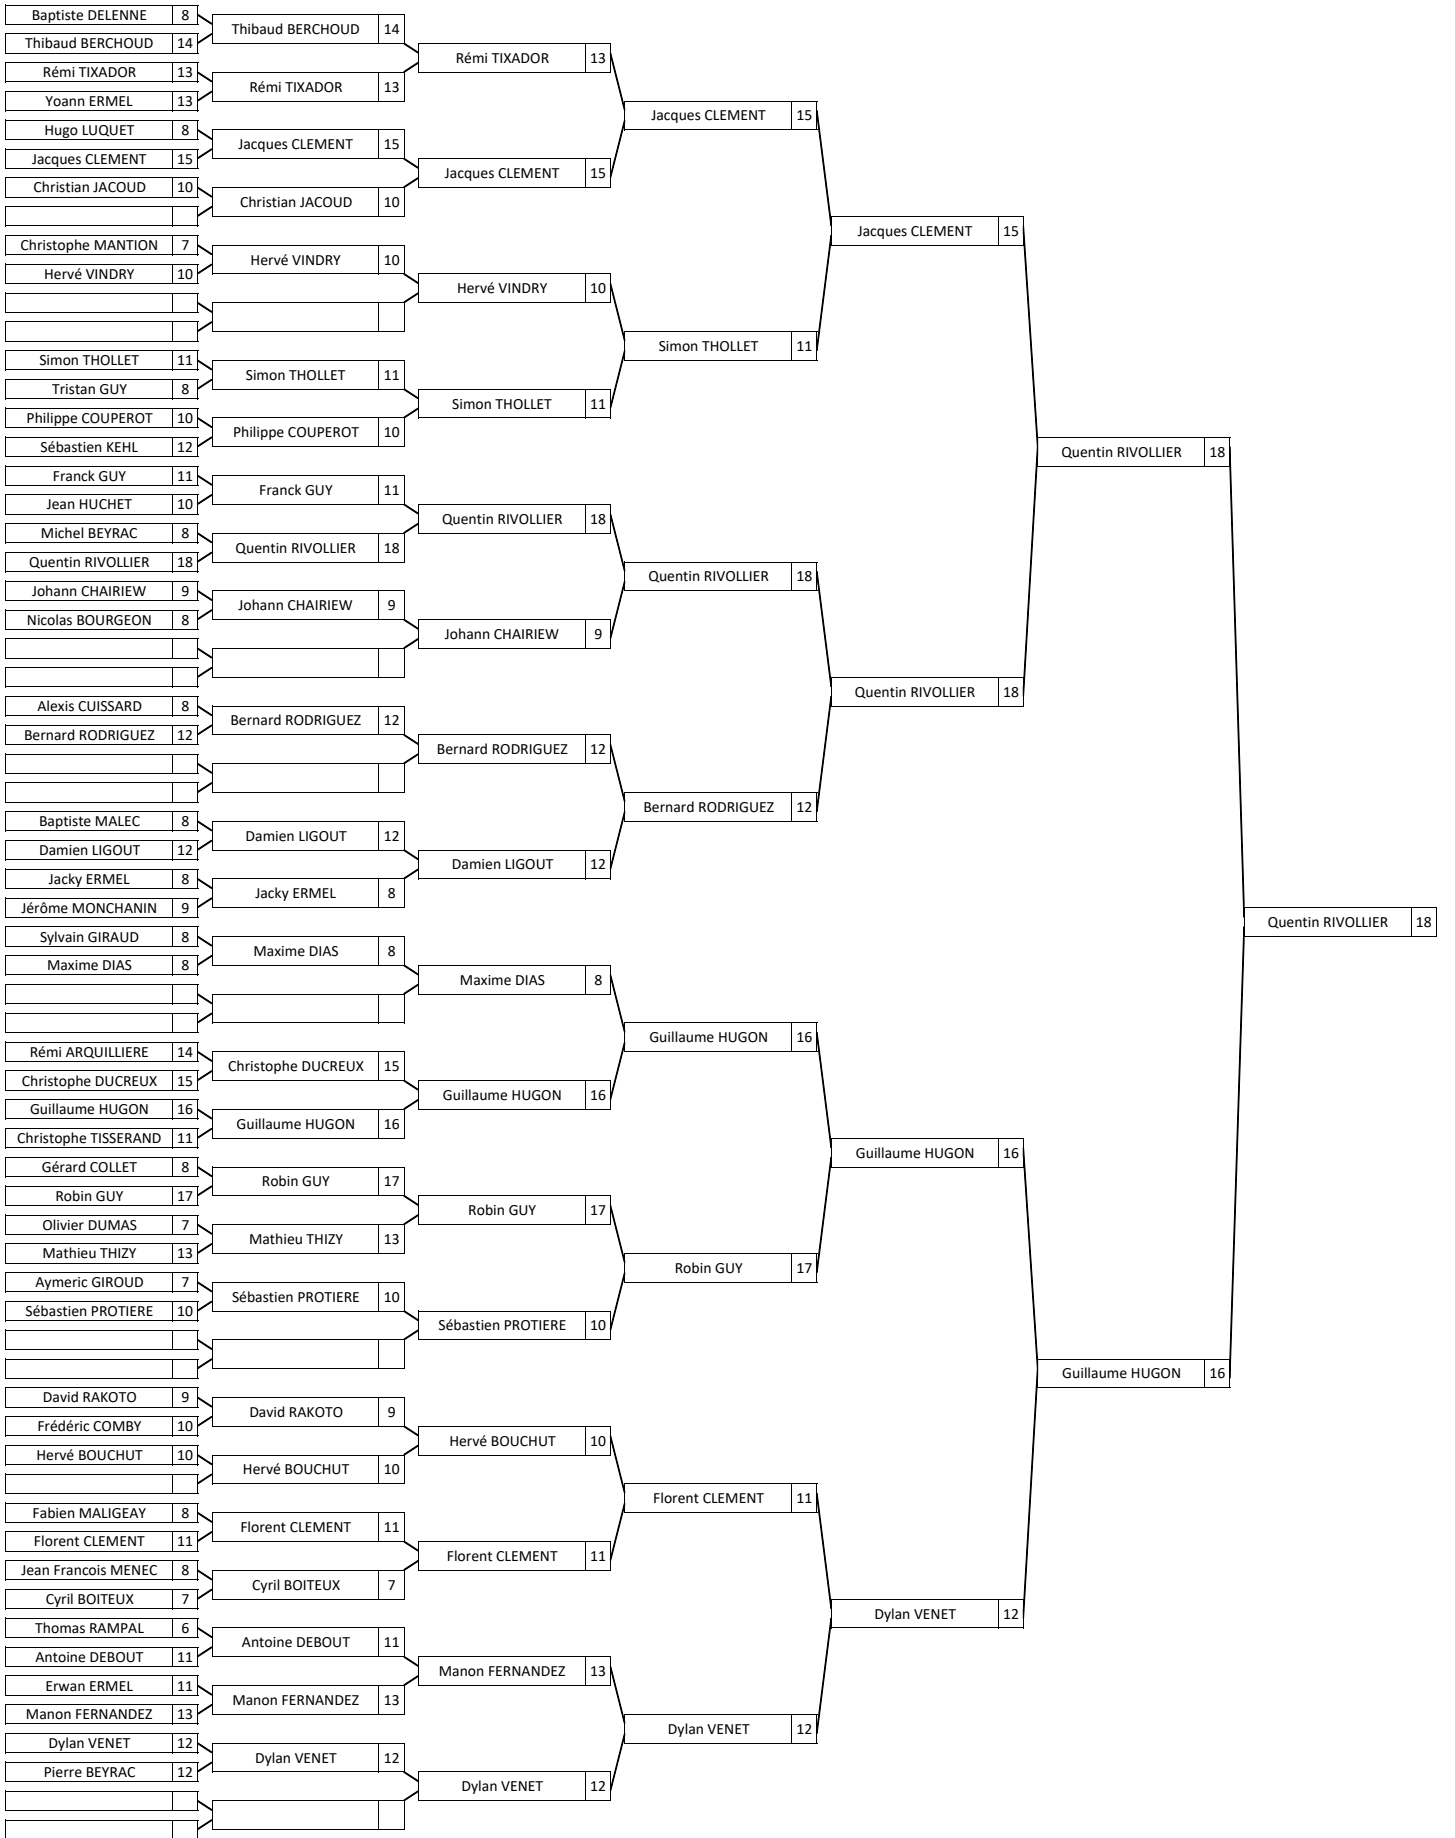 Baptiste DELENNE 8
Thibaud BERCHOUD 14
Rémi TIXADOR 13
Yoann ERMEL 13
Hugo LUQUET 8
Jacques CLEMENT 15
Christian JACOUD 10
Christophe MANTION 7
Hervé VINDRY 10
Simon THOLLET 11
Tristan GUY 8
Philippe COUPEROT 10
Sébastien KEHL 12
Franck GUY 11
Jean HUCHET 10
Michel BEYRAC 8
Quentin RIVOLLIER 18
Johann CHAIRIEW 9
Nicolas BOURGEON 8
Alexis CUISSARD 8
Bernard RODRIGUEZ 12
Baptiste MALEC 8
Damien LIGOUT 12
Jacky ERMEL 8
Jérôme MONCHANIN 9
Sylvain GIRAUD 8
Maxime DIAS 8
Rémi ARQUILLIERE 14
Christophe DUCREUX 15
Guillaume HUGON 16
Christophe TISSERAND 11
Gérard COLLET 8
Robin GUY 17
Olivier DUMAS 7
Mathieu THIZY 13
Aymeric GIROUD 7
Sébastien PROTIERE 10
David RAKOTO 9
Frédéric COMBY 10
Hervé BOUCHUT 10
Fabien MALIGEAY 8
Florent CLEMENT 11
Jean Francois MENEC 8
Cyril BOITEUX 7
Thomas RAMPAL 6
Antoine DEBOUT 11
Erwan ERMEL 11
Manon FERNANDEZ 13
Dylan VENET 12
Pierre BEYRAC 12
Thibaud BERCHOUD 14
Rémi TIXADOR 13
Jacques CLEMENT 15
Christian JACOUD 10
Hervé VINDRY 10
Simon THOLLET 11
Philippe COUPEROT 10
Franck GUY 11
Quentin RIVOLLIER 18
Johann CHAIRIEW 9
Bernard RODRIGUEZ 12
Damien LIGOUT 12
Jacky ERMEL 8
Maxime DIAS 8
Christophe DUCREUX 15
Guillaume HUGON 16
Robin GUY 17
Mathieu THIZY 13
Sébastien PROTIERE 10
David RAKOTO 9
Hervé BOUCHUT 10
Florent CLEMENT 11
Cyril BOITEUX 7
Antoine DEBOUT 11
Manon FERNANDEZ 13
Dylan VENET 12
Rémi TIXADOR 13
Jacques CLEMENT 15
Hervé VINDRY 10
Simon THOLLET 11
Quentin RIVOLLIER 18
Johann CHAIRIEW 9
Bernard RODRIGUEZ 12
Damien LIGOUT 12
Maxime DIAS 8
Guillaume HUGON 16
Robin GUY 17
Sébastien PROTIERE 10
Hervé BOUCHUT 10
Florent CLEMENT 11
Manon FERNANDEZ 13
Dylan VENET 12
Jacques CLEMENT 15
Simon THOLLET 11
Quentin RIVOLLIER 18
Bernard RODRIGUEZ 12
Guillaume HUGON 16
Robin GUY 17
Florent CLEMENT 11
Dylan VENET 12
Jacques CLEMENT 15
Quentin RIVOLLIER 18
Guillaume HUGON 16
Dylan VENET 12
Quentin RIVOLLIER 18
Guillaume HUGON 16
Quentin RIVOLLIER 18